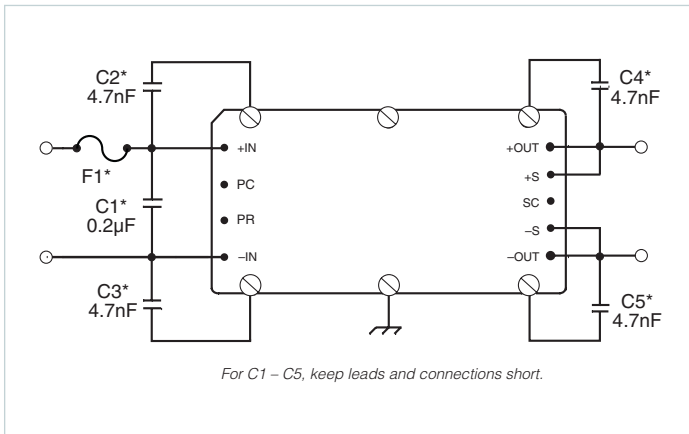 C2*
4.7nF
C4*
4.7nF
F1*
+IN
+OUT
PC
+S
C1*
0.2µF
SC
PR
–S
–IN
–OUT
C3*
4.7nF
C5*
4.7nF
For C1 – C5, keep leads and connections short.